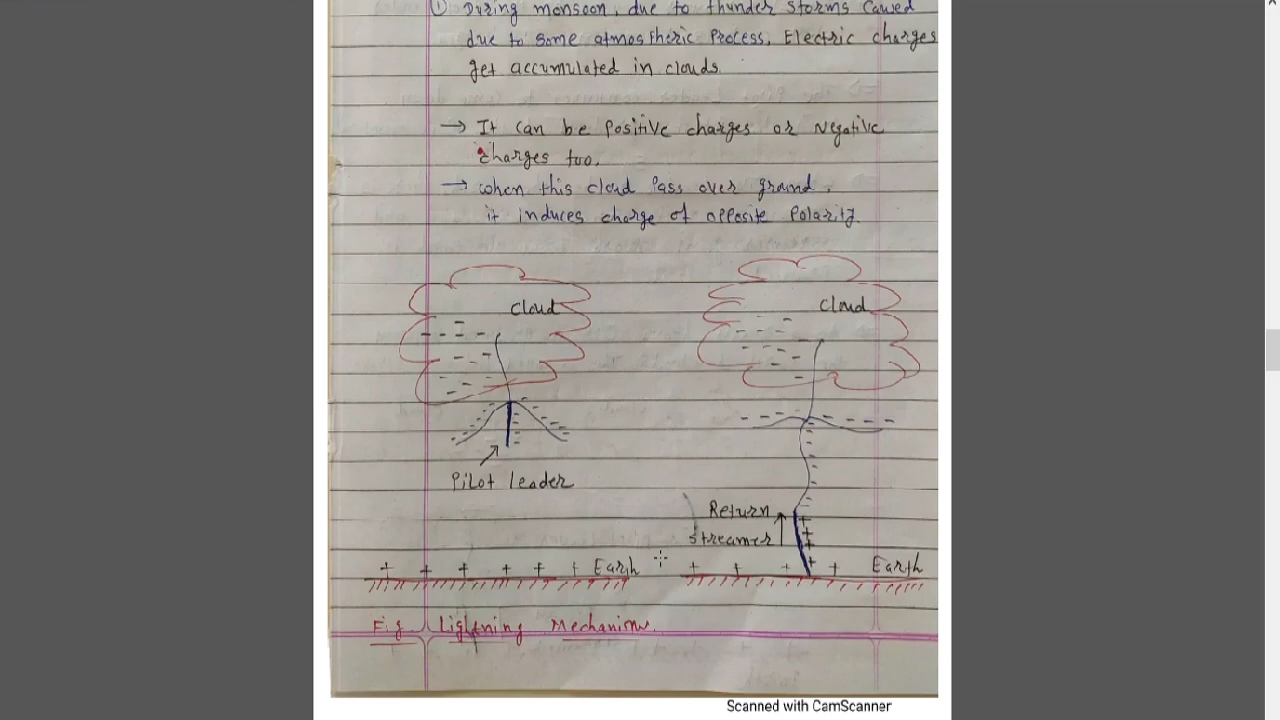 ① During monsoon, due to thunder storms caused
due to some atmostheric Process, Electric charges
get accumulated in clouds.
→ It can be Positive charges or Negative
charges too.
→ when this cloud Pass over ground,
it induces charge of opposite Polarity.
Cloud
Cloud
Pilot leader
Return
streamer
Earth
Earth
Fig Lightning Mechanism.
Scanned with CamScanner